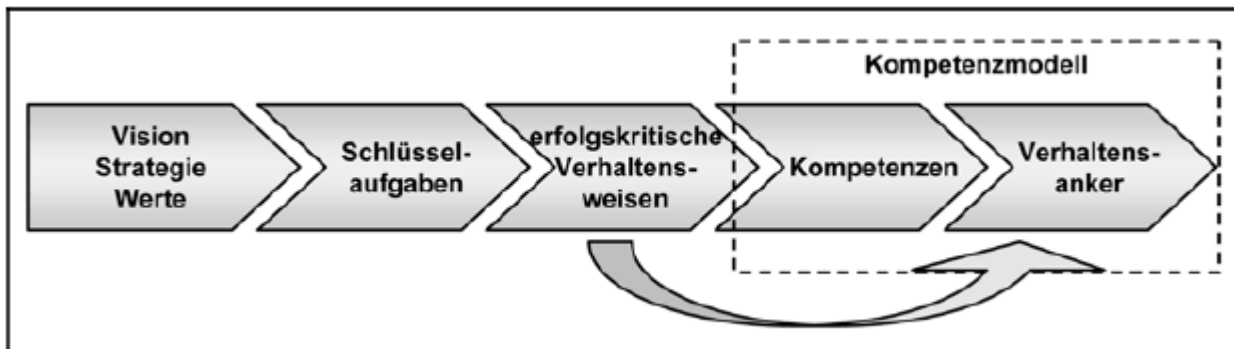 Kompetenzmodell
Vision
Strategie
Werte
Schlüssel-
aufgaben
erfolgskritische
Verhaltens-
weisen
Kompetenzen
Verhaltens-
anker